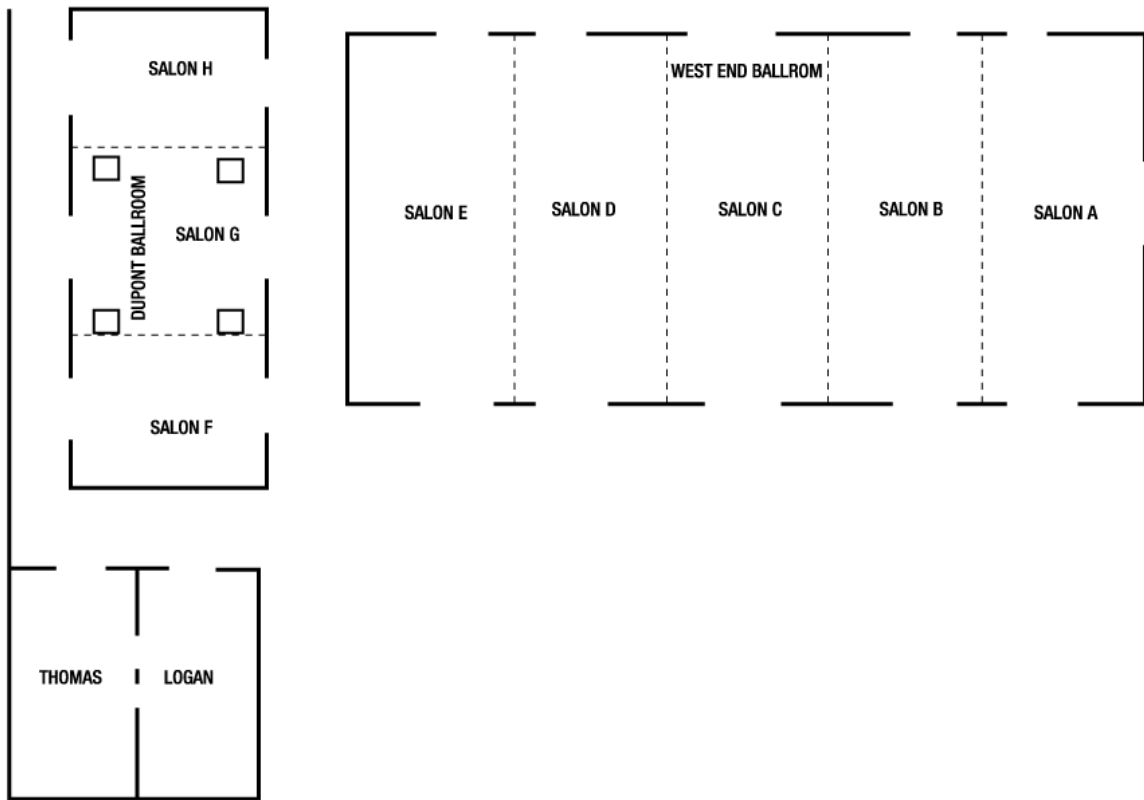 SALON H
DUPONT BALLROOM
SALON G
SALON F
WEST END BALLROM
SALON E
SALON D
SALON C
SALON B
SALON A
THOMAS
LOGAN